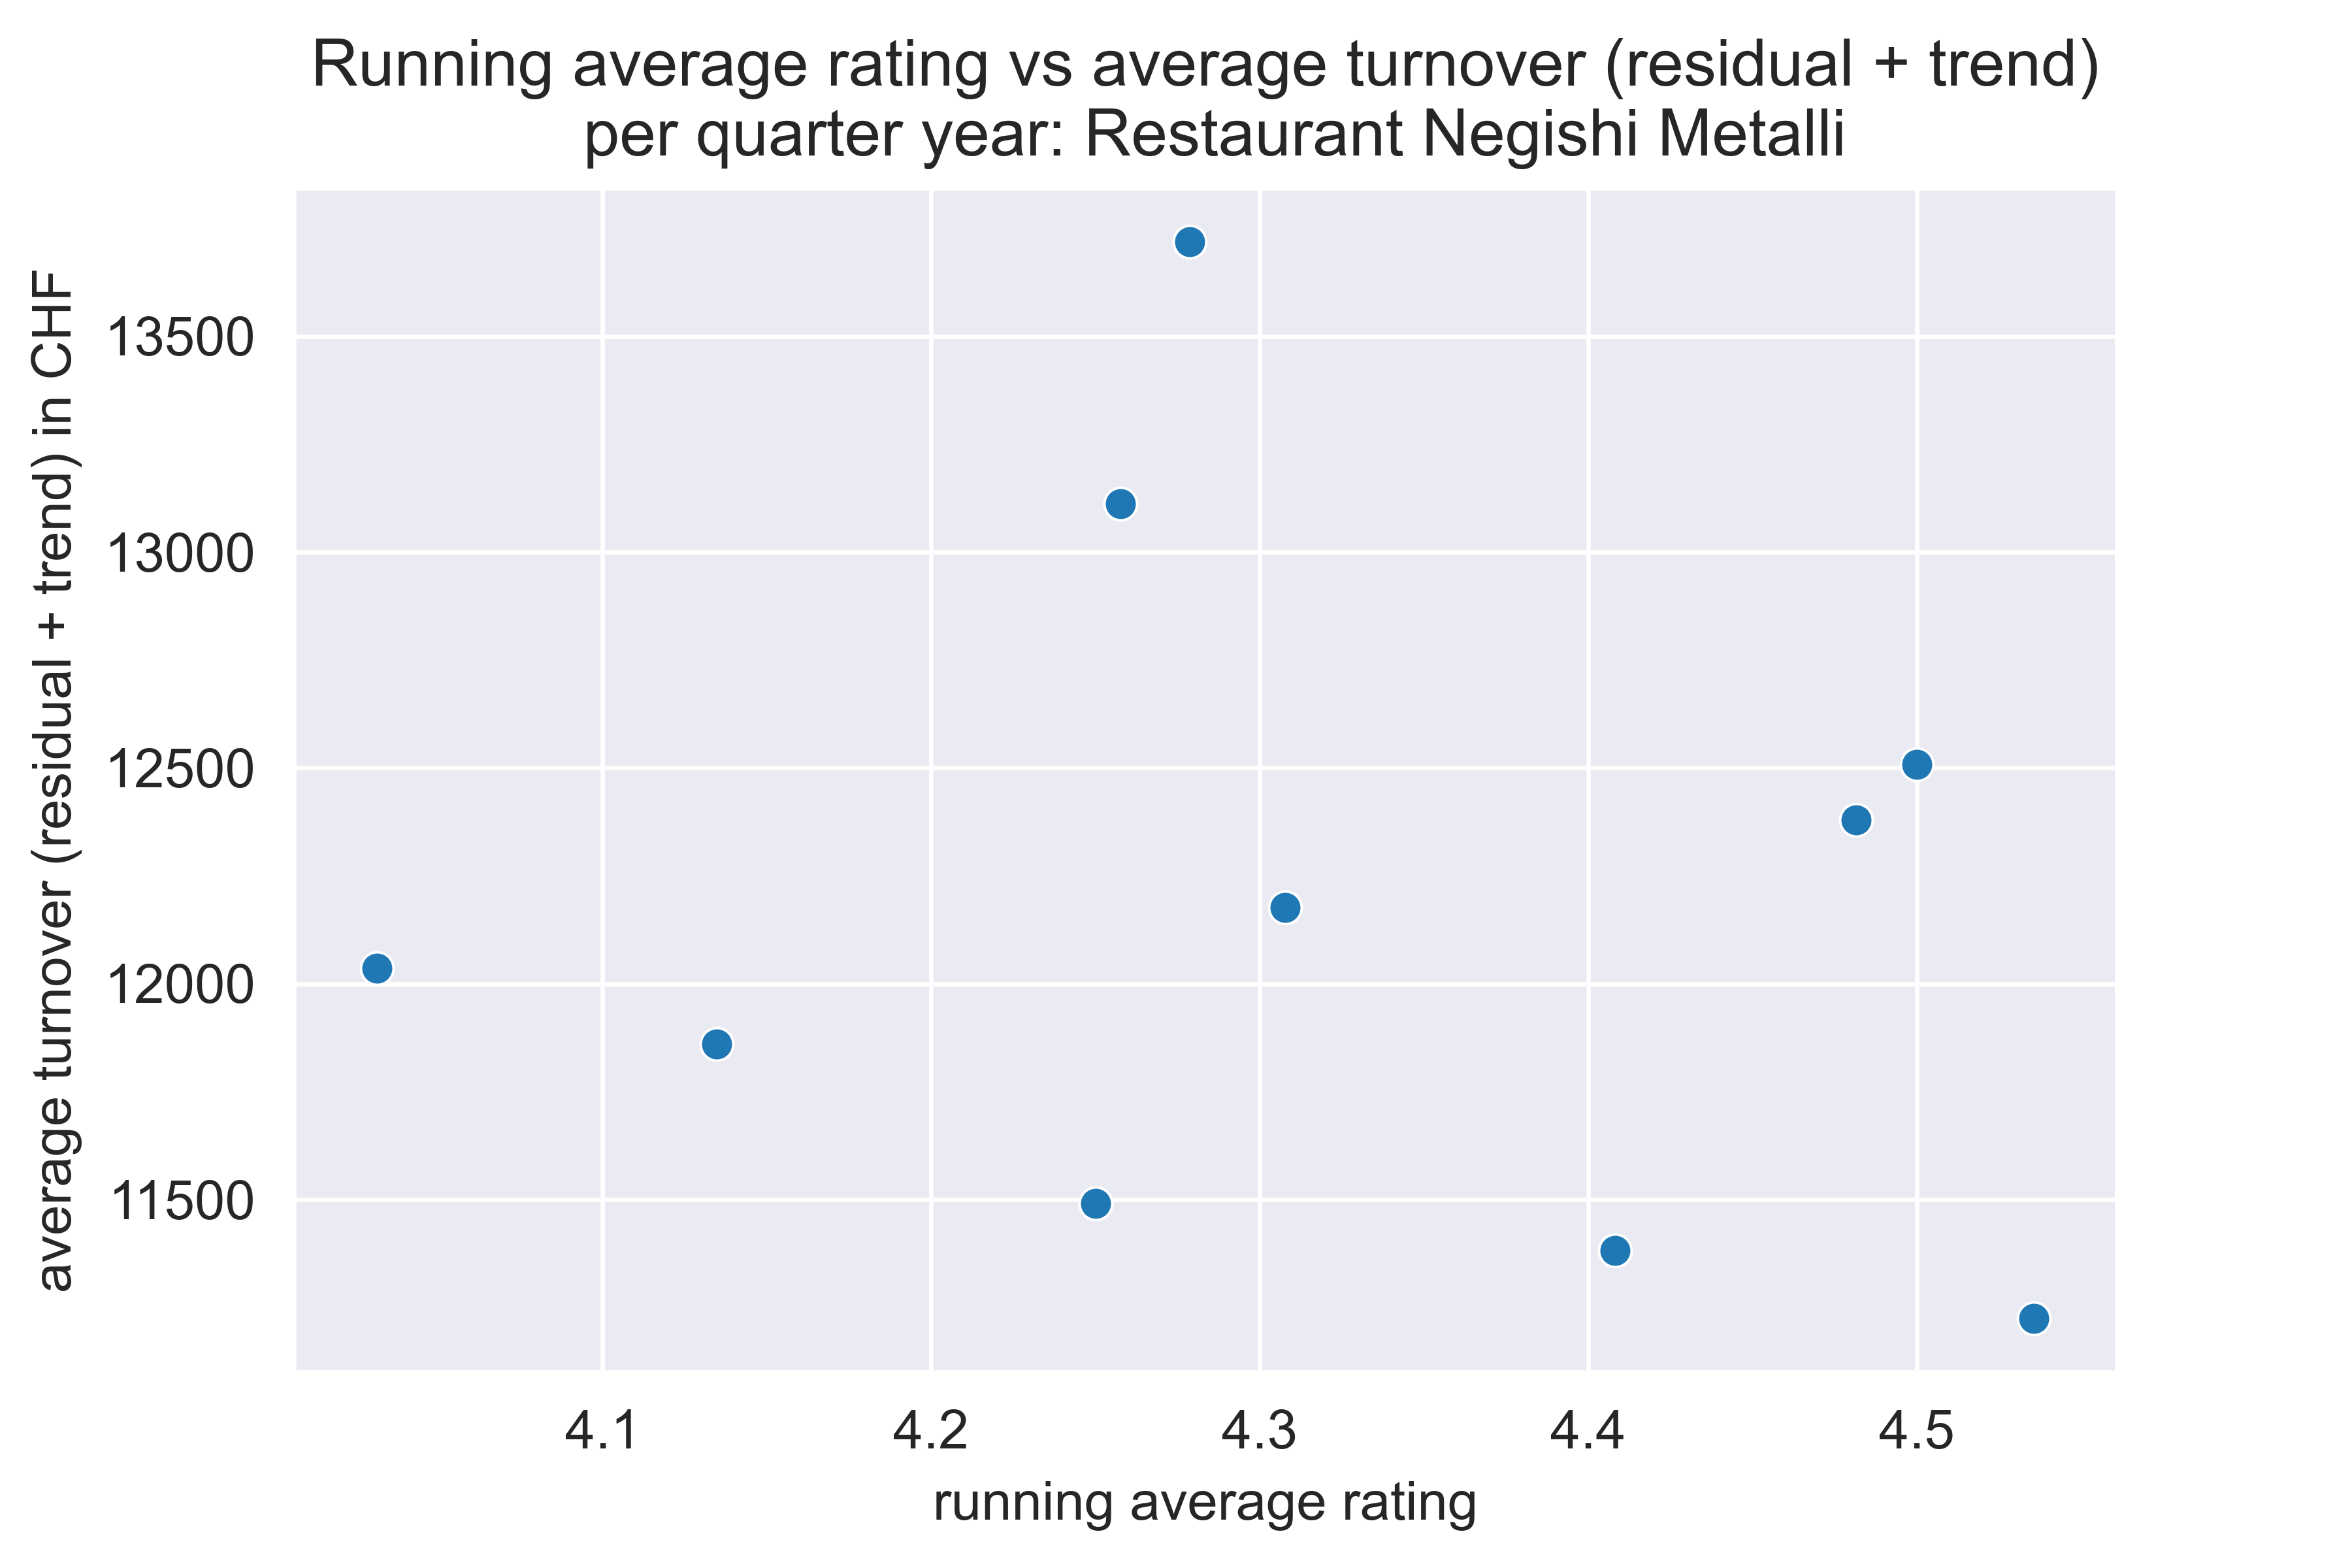 Running average rating vs average turnover (residual + trend)
per quarter year: Restaurant Negishi Metalli
average turnover (residual + trend) in CHF
13500
13000
12500
12000
11500
4.1
4.2
4.3
4.4
4.5
running average rating